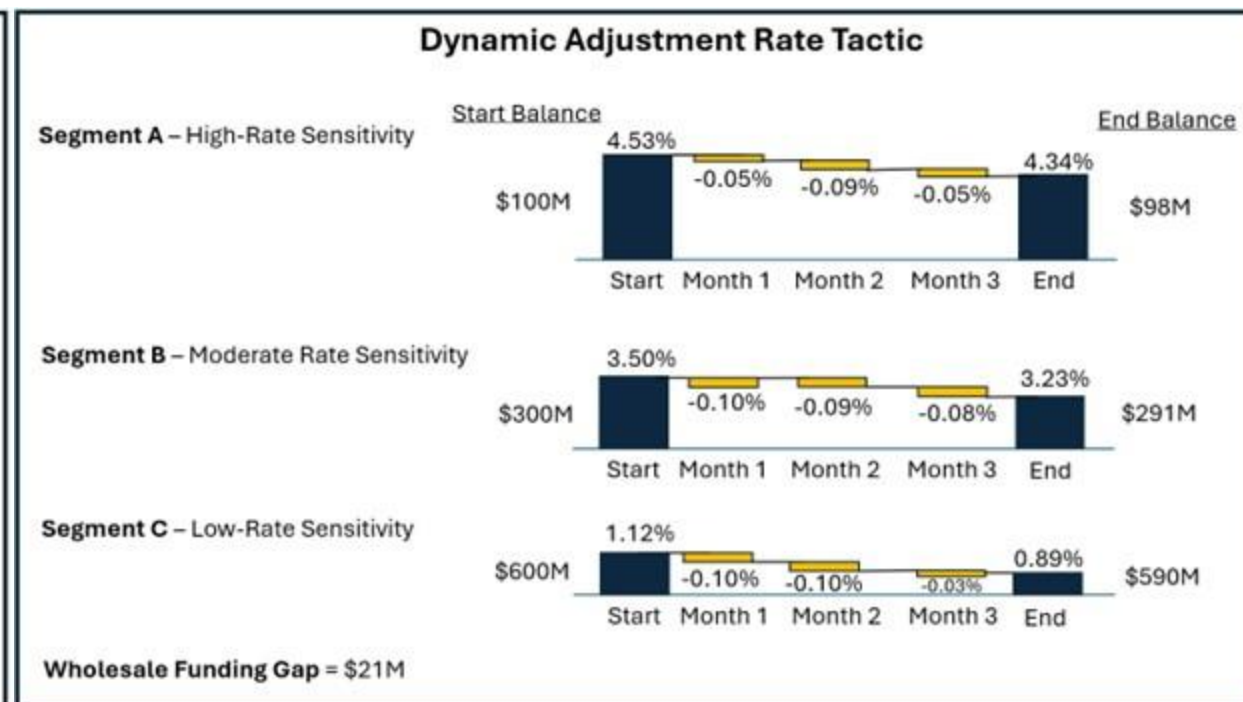 Dynamic Adjustment Rate Tactic
Start Balance
End Balance
Segment A – High-Rate Sensitivity
4.53%
4.34%
-0.05%
-0.09%
-0.05%
$100M
$98M
Start Month 1 Month 2 Month 3 End
Segment B – Moderate Rate Sensitivity
3.50%
3.23%
-0.10%
-0.09%
-0.08%
$300M
$291M
Start Month 1 Month 2 Month 3 End
Segment C – Low-Rate Sensitivity
1.12%
0.89%
$600M
-0.10%
-0.10%
-0.03%
$590M
Start Month 1 Month 2 Month 3 End
Wholesale Funding Gap = $21M